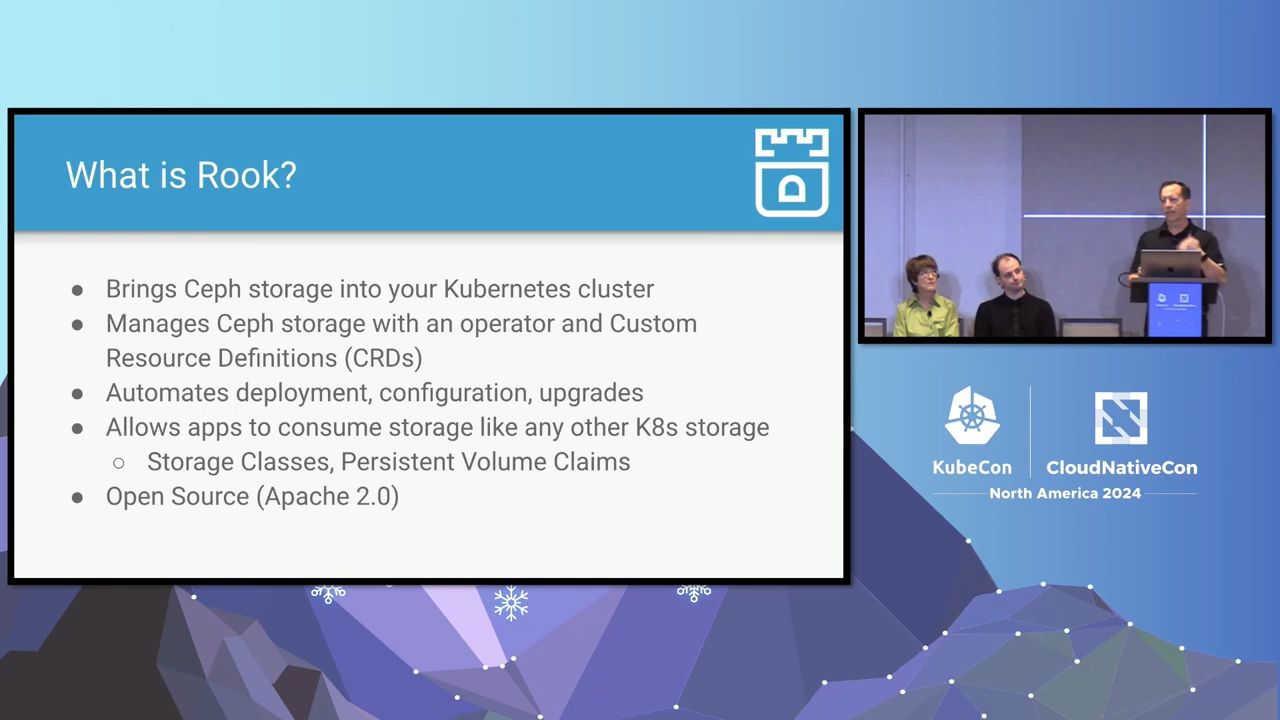 What is Rook?
● Brings Ceph storage into your Kubernetes cluster
● Manages Ceph storage with an operator and Custom
Resource Definitions (CRDs)
● Automates deployment, configuration, upgrades
● Allows apps to consume storage like any other K8s storage
○ Storage Classes, Persistent Volume Claims
● Open Source (Apache 2.0)
KubeCon
CloudNativeCon
North America 2024